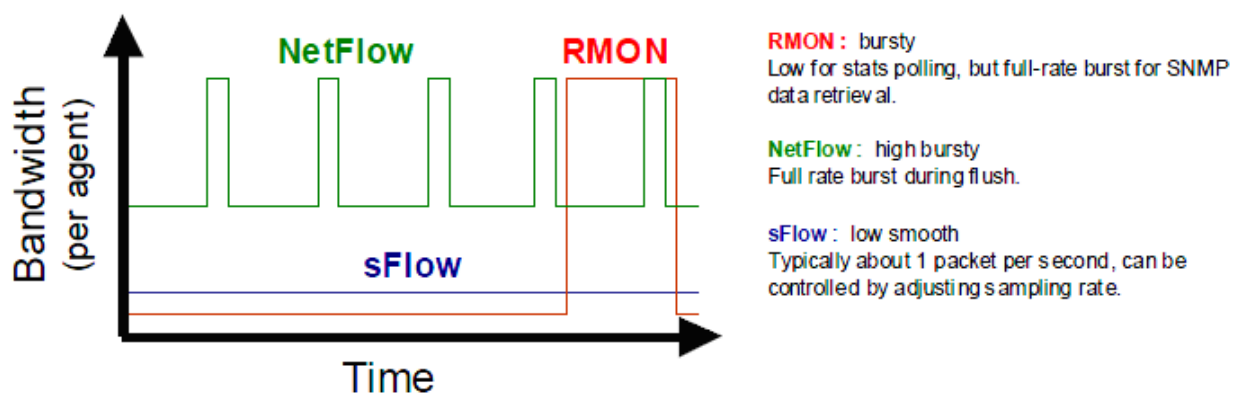 NetFlow
RMON
sFlow
Bandwidth
(per agent)
Time
RMON : bursty
Low for stats polling, but full-rate burst for SNMP
data retrieval.
NetFlow : high bursty
Full rate burst during flush.
sFlow : low smooth
Typically about 1 packet per second, can be
controlled by adjusting sampling rate.